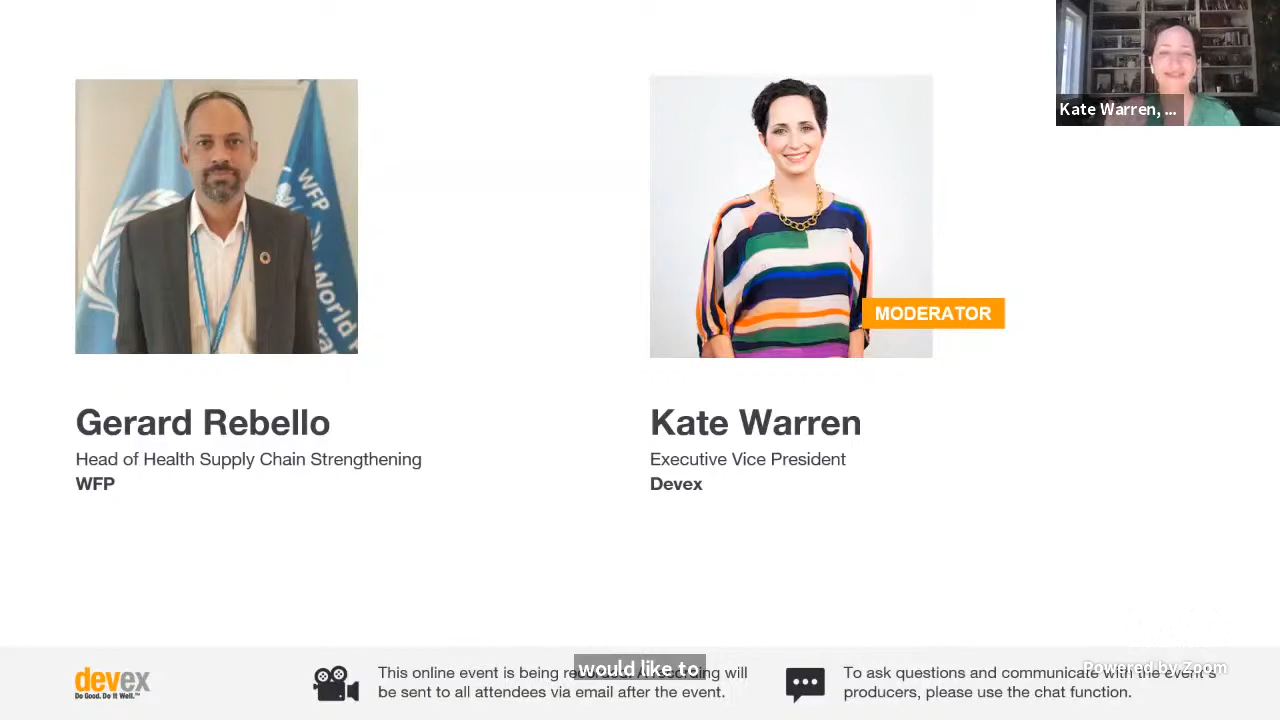 Kate Warren, ...
WFP
World
MODERATOR
Gerard Rebello
Head of Health Supply Chain Strengthening
WFP
Kate Warren
Executive Vice President
Devex
devex
Do Good. Do It Well.™
This online event is being will
be sent to all attendees via email after the event.
would like to
To ask questions and communicate with the event's
producers, please use the chat function.
Powered by Zoom